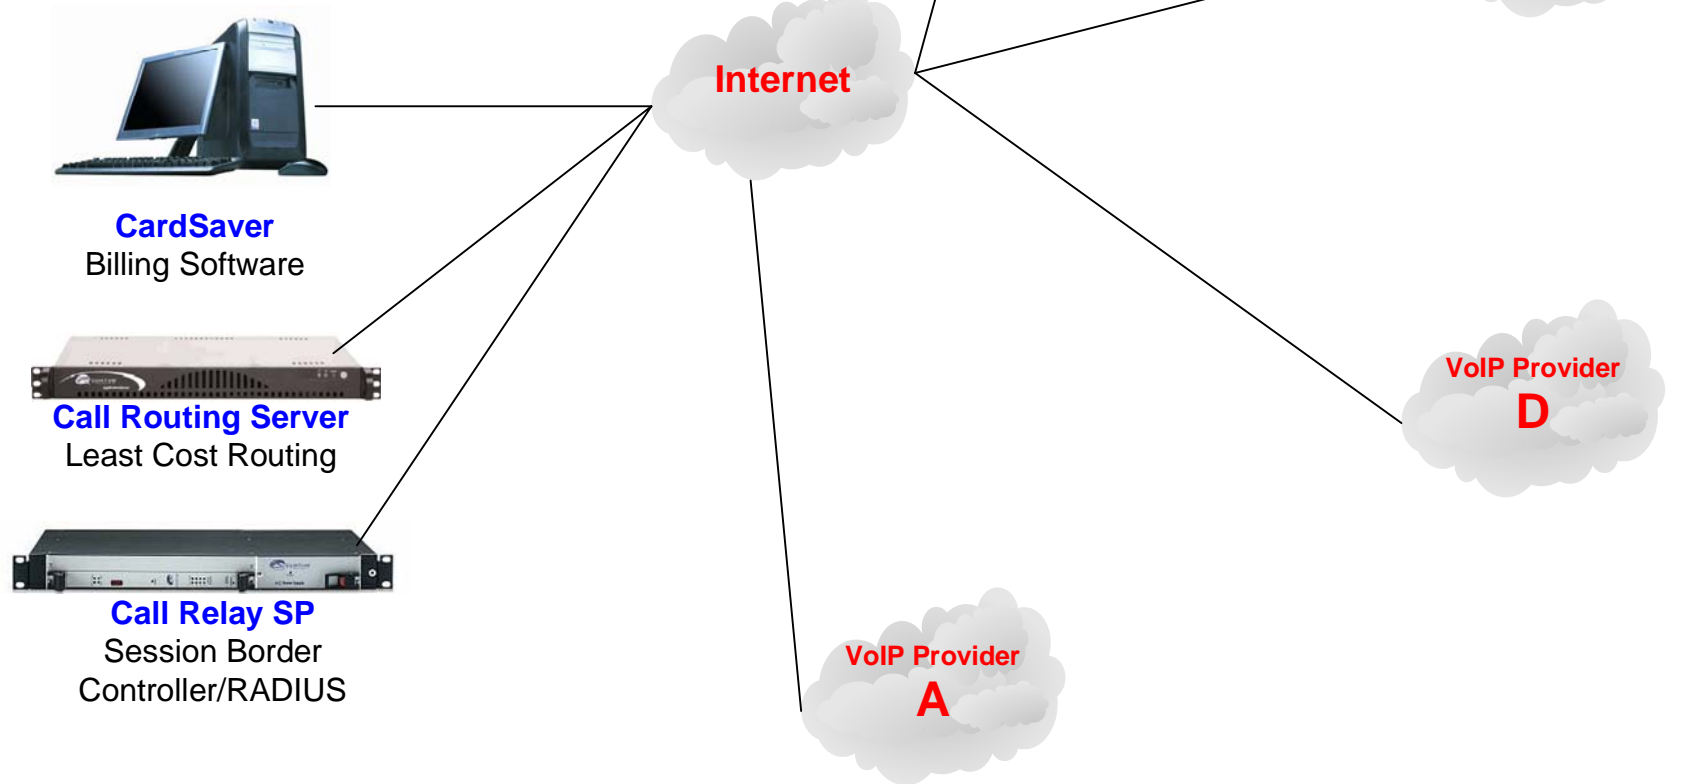 Internet
CardSaver
Billing Software
VoIP Provider
D
Call Routing Server
Least Cost Routing
Call Relay SP
Session Border
Controller/RADIUS
VoIP Provider
A